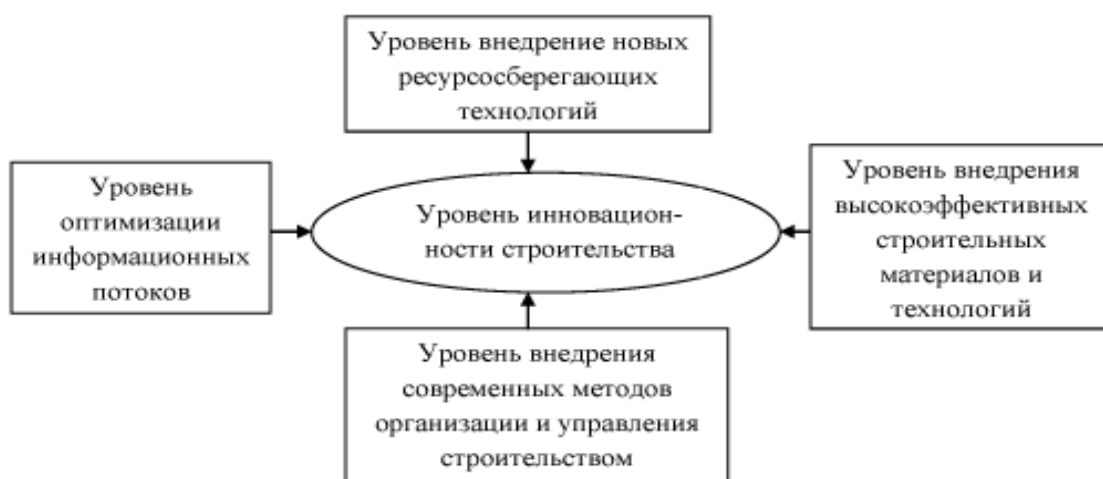 Уровень внедрение новых
ресурсосберегающих
технологий
Уровень
оптимизации
информационных
потоков
Уровень инновацион-
ности строительства
Уровень внедрения
высокоэффективных
строительных
материалов и
технологий
Уровень внедрения
современных методов
организации и управления
строительством